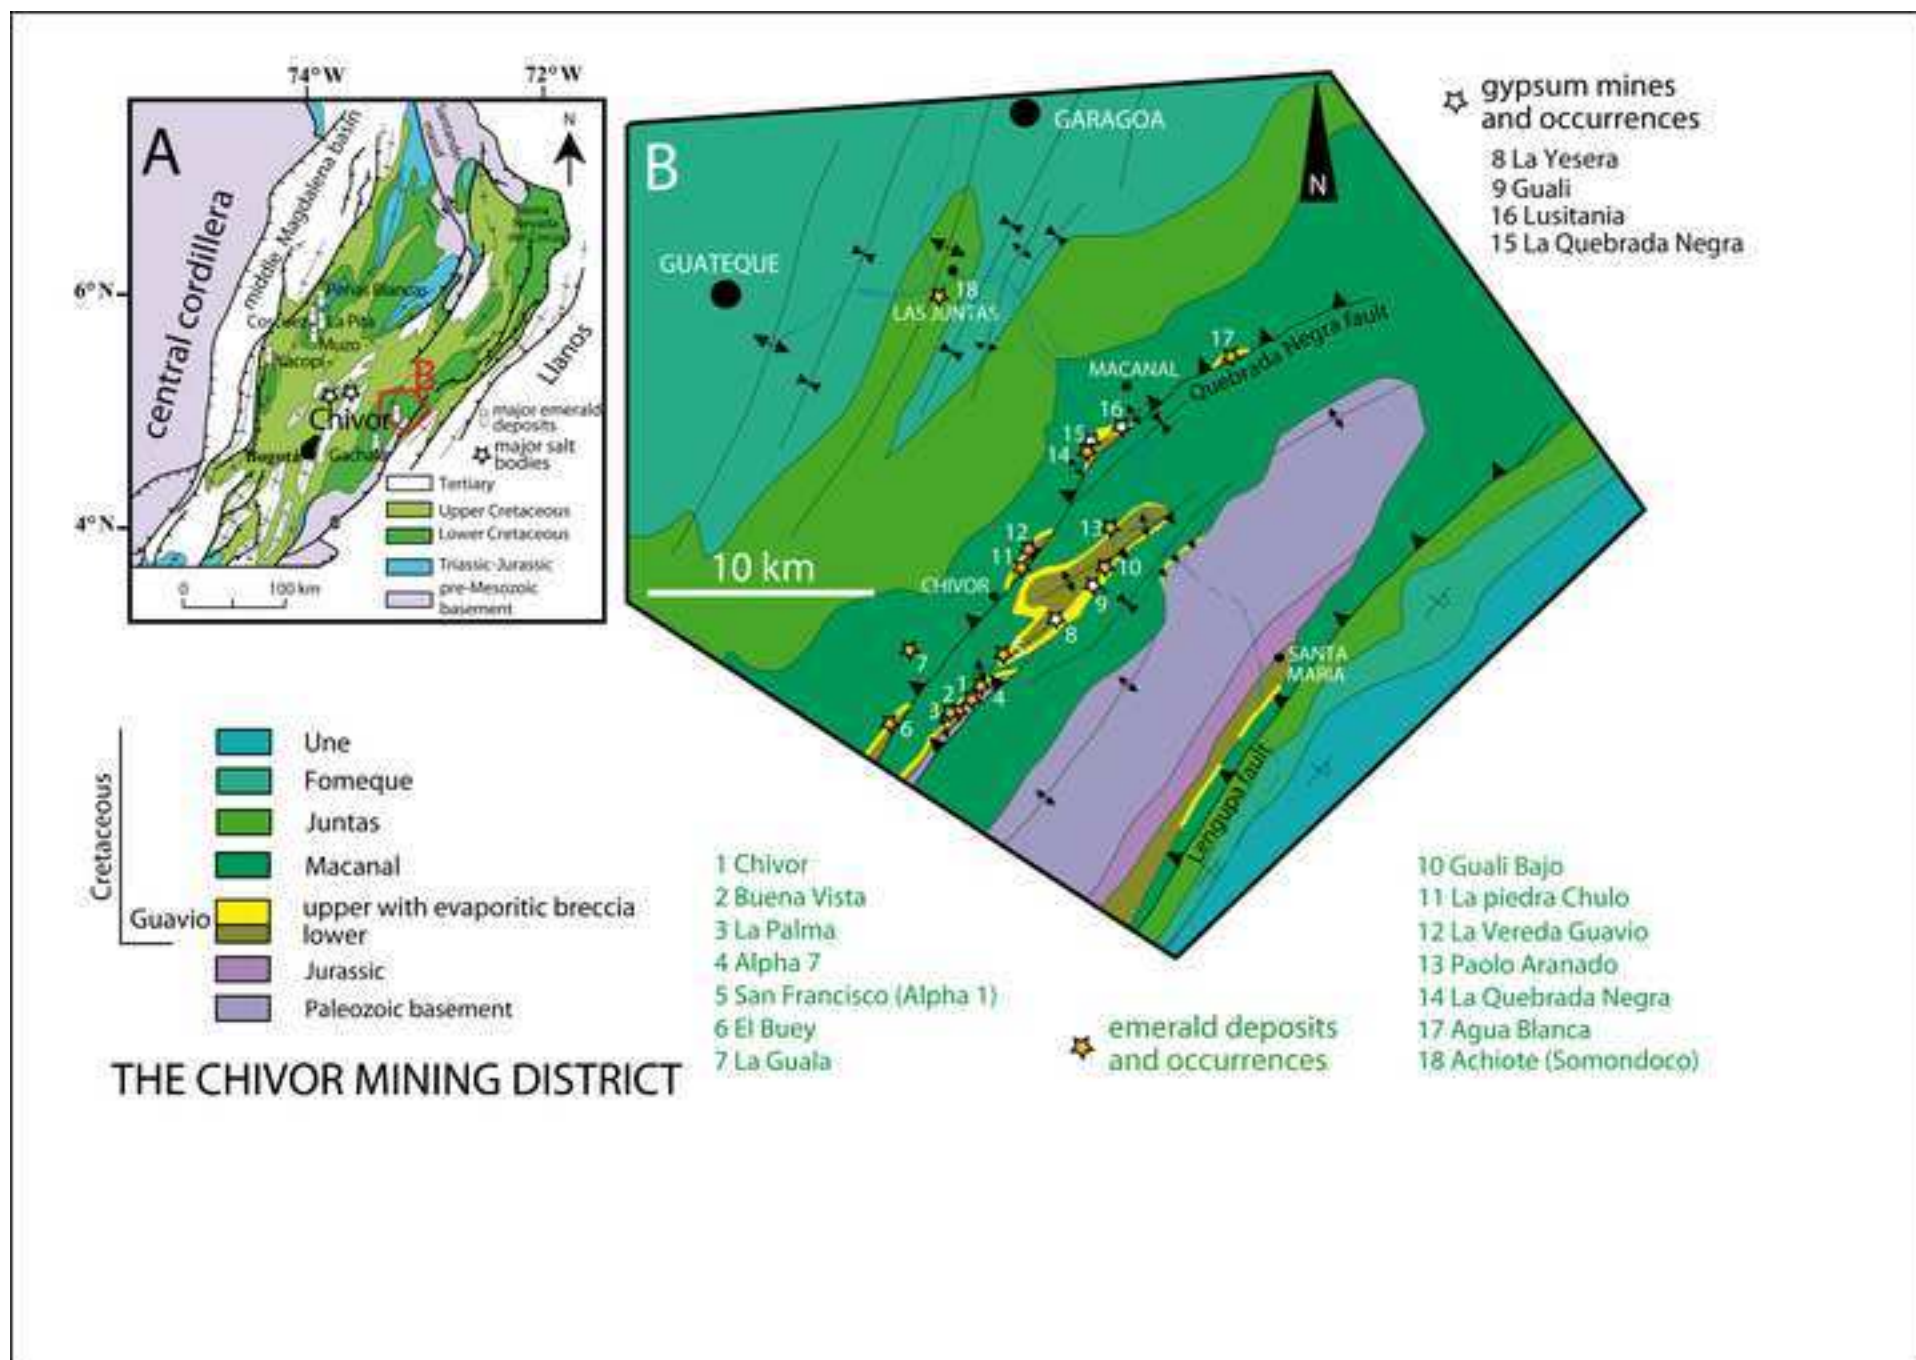 74° W
72° W
A
N
middle Magdalena basin
Santander
massif
central cordillera
6° N
Peñas Blancas
Coscuez
La Pita
Muzo
Yacopi
B
Llanos
Chivor
major emerald
deposits
Bogotá
Gachalá
major salt
bodies
4° N
Tertiary
Upper Cretaceous
Lower Cretaceous
Triassic-Jurassic
pre-Mesozoic
basement
0
100 km
B
GARAGOA
N
GUATEQUE
18
LAS JUNTAS
17
Quebrada Negra fault
MACANAL
16
15
14
13
12
11
10
10 km
CHIVOR
9
8
5
7
1
2
4
3
6
SANTA
MARIA
Lengupa fault
gypsum mines
and occurrences
8 La Yesera
9 Guali
16 Lusitania
15 La Quebrada Negra
Cretaceous
Une
Fomeque
Juntas
Macanal
Guavio
upper with evaporitic breccia
lower
Jurassic
Paleozoic basement
THE CHIVOR MINING DISTRICT
1 Chivor
2 Buena Vista
3 La Palma
4 Alpha 7
5 San Francisco (Alpha 1)
6 El Buey
7 La Guala
emerald deposits
and occurrences
10 Guali Bajo
11 La piedra Chulo
12 La Vereda Guavio
13 Paolo Aranado
14 La Quebrada Negra
17 Agua Blanca
18 Achiote (Somondoco)